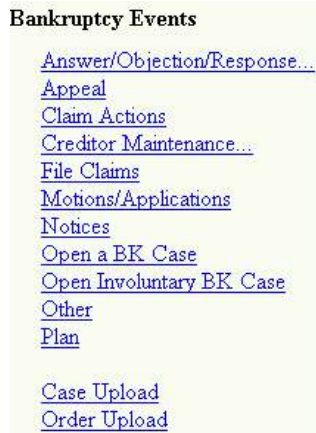 Bankruptcy Events
Answer/Objection/Response...
Appeal
Claim Actions
Creditor Maintenance...
File Claims
Motions/Applications
Notices
Open a BK Case
Open Involuntary BK Case
Other
Plan
Case Upload
Order Upload